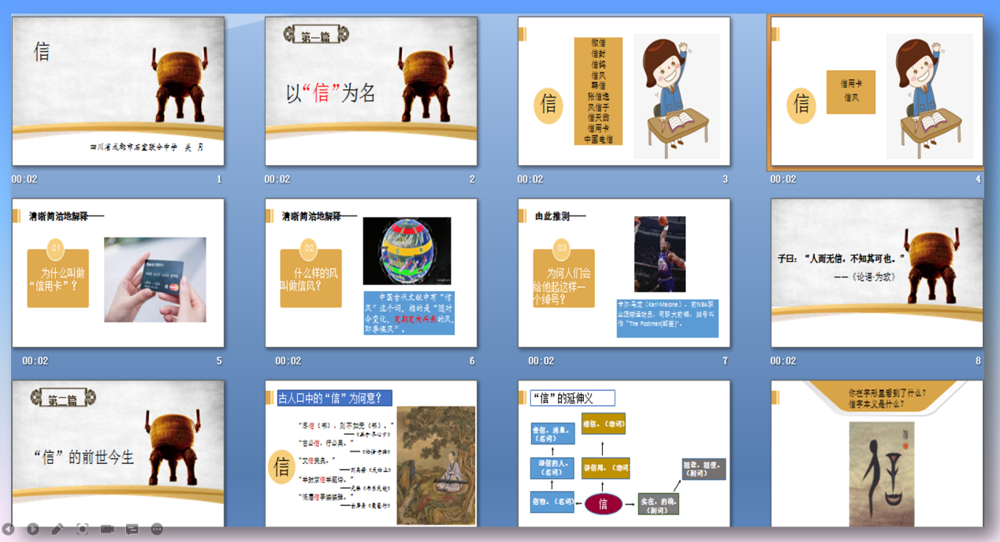 信
四川省成都市石室联合中学 关 月
00:02
1
第一篇
以“信”为名
00:02
2
信
微信
信封
信鸽
信风
韩信
张信逸
风信子
信天翁
信用卡
中国电信
00:02
3
信
信用卡
信风
00:02
4
清晰简洁地解释——
01
为什么叫做
“信用卡”？
00:02
5
清晰简洁地解释——
02
什么样的风
叫做信风？
中国古代文献中有“信
风”这个词，指的是“随时
令变化，定期定向而来的风，
即季候风”。
00:02
6
由此推测——
03
为何人们会
给他起这样一
个绰号？
卡尔·马龙（Karl·Malone），前NBA职
业篮球运动员，司职大前锋，绰号叫
作“The Postman(邮差)”。
00:02
7
子曰：“人而无信，不知其可也。”
——《论语·为政》
00:02
8
第二篇
“信”的前世今生
古人口中的“信”为何意？
信
“尽信《书》，则不如无《书》。”
——《孟子·尽心下》
“言必信，行必果。”
——《论语·子路》
“半封京信半题诗。”
“低眉信手续续弹。”
——白居易《琵琶行》
“信”的延伸义
音信，消息。
（名词）
相信。（动词）
送信的人。
（名词）
讲信用。（动词）
随意，随便。
（副词）
信物。（名词）
信
实在，的确。
（副词）
你在字形里看到了什么？
信字本义是什么？